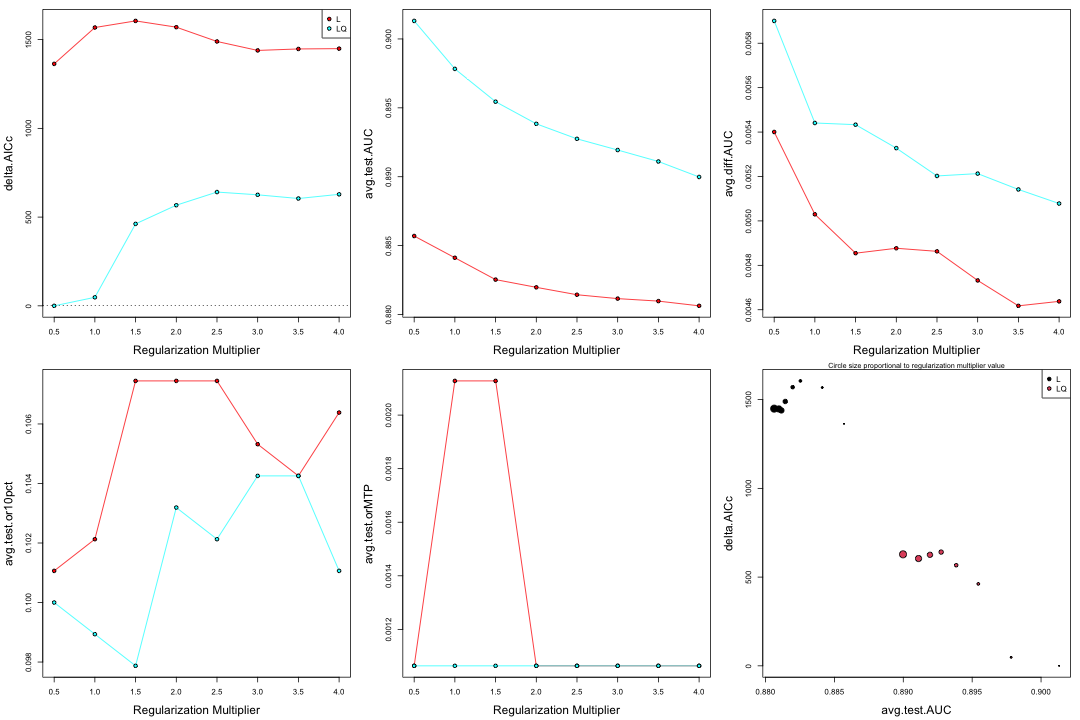 L
LQ
delta.AICc
0
500
1000
1500
0.5 1.0 1.5 2.0 2.5 3.0 3.5 4.0
Regularization Multiplier
avg.test.AUC
0.880
0.885
0.890
0.895
0.900
0.5 1.0 1.5 2.0 2.5 3.0 3.5 4.0
Regularization Multiplier
avg.diff.AUC
0.0046
0.0048
0.0050
0.0052
0.0054
0.0056
0.0058
0.5 1.0 1.5 2.0 2.5 3.0 3.5 4.0
Regularization Multiplier
avg.test.or10pct
0.098
0.100
0.102
0.104
0.106
0.5 1.0 1.5 2.0 2.5 3.0 3.5 4.0
Regularization Multiplier
avg.test.orMTP
0.0012
0.0014
0.0016
0.0018
0.0020
0.5 1.0 1.5 2.0 2.5 3.0 3.5 4.0
Regularization Multiplier
Circle size proportional to regularization multiplier value
L
LQ
delta.AICc
0
500
1000
1500
0.880 0.885 0.890 0.895 0.900
avg.test.AUC